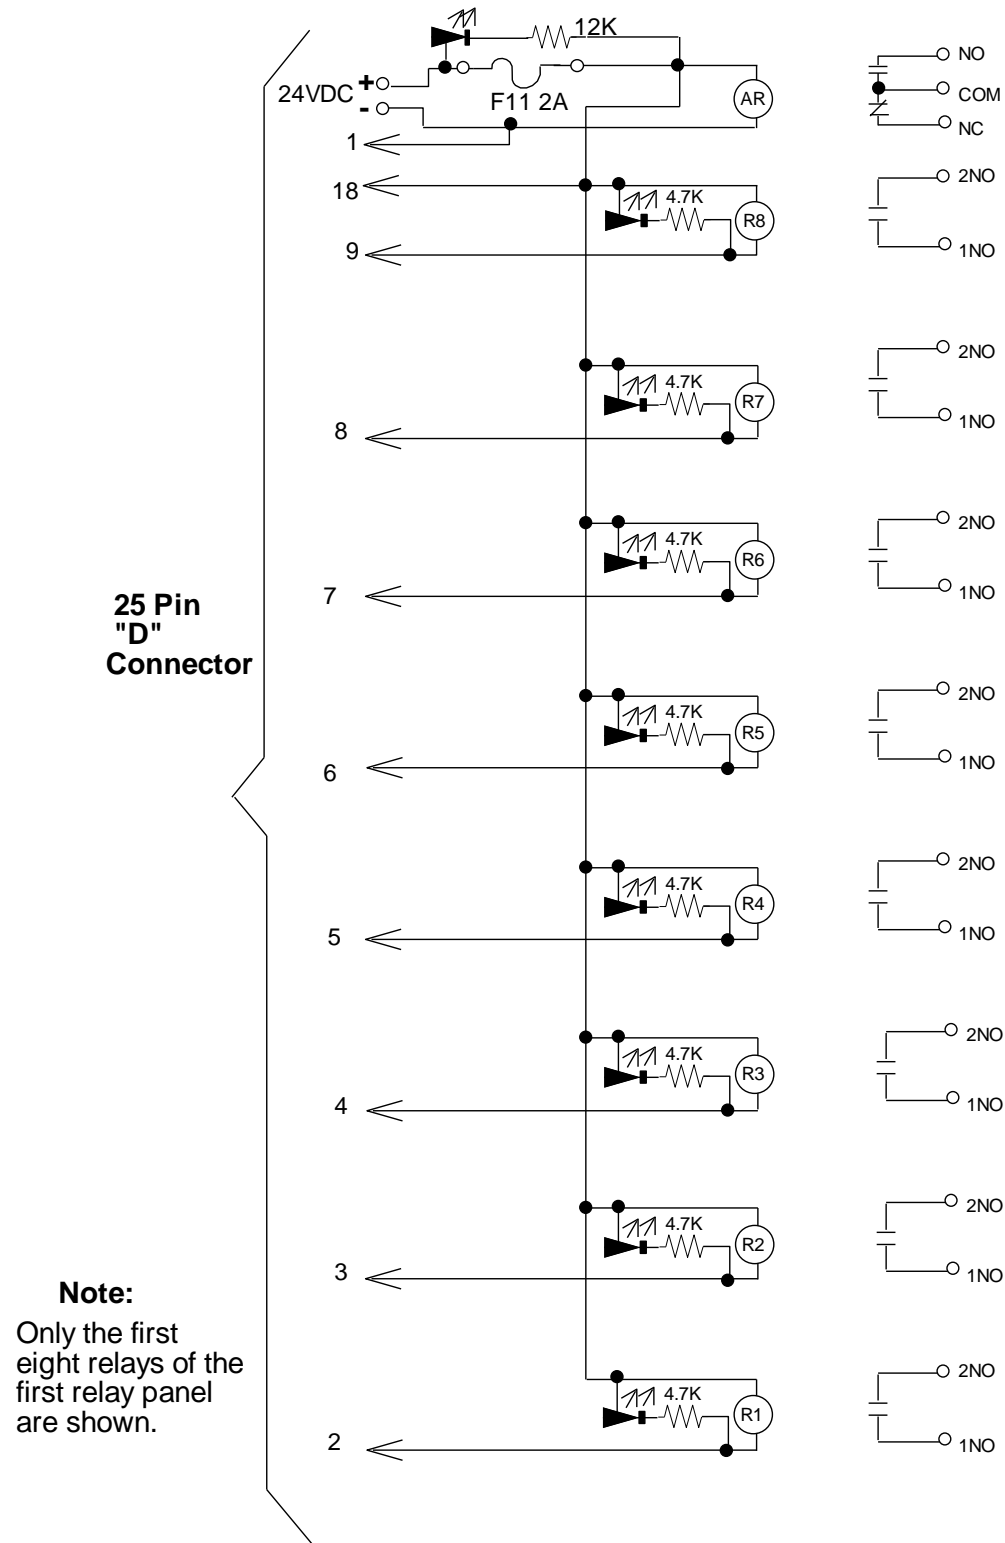 12K
NO
24VDC + -
F11 2A
AR
COM
NC
1
18
4.7K
R8
2NO
9
1NO
4.7K
R7
2NO
8
1NO
4.7K
R6
2NO
7
1NO
25 Pin
"D"
Connector
4.7K
R5
2NO
6
1NO
4.7K
R4
2NO
5
1NO
4.7K
R3
2NO
4
1NO
4.7K
R2
2NO
3
1NO
Note:
Only the first
eight relays of the
first relay panel
are shown.
4.7K
R1
2NO
2
1NO